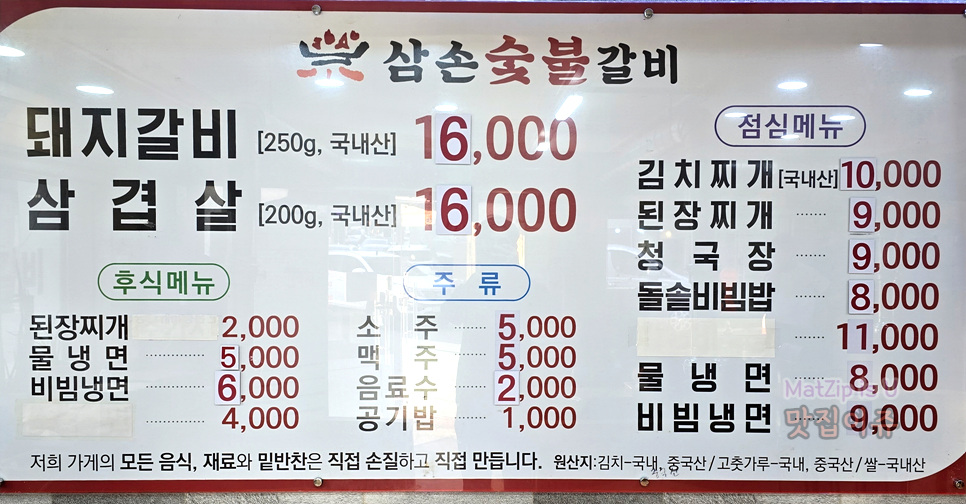 삼손숯불갈비
돼지갈비 [250g, 국내산] 16,000
삼겹살 [200g, 국내산] 16,000
후식메뉴
된장찌개 2,000
물냉면 ········ 5,000
비빔냉면 ········ 6,000
········ 4,000
주류
소주 ········ 5,000
맥주 ········ 5,000
음료수 ········ 2,000
공기밥 ········ 1,000
점심메뉴
김치찌개 [국내산] 10,000
된장찌개 ······· 9,000
청국장 ······· 9,000
돌솥비빔밥 ······· 8,000
······· 11,000
물냉면 ······· 8,000
비빔냉면 ······· 9,000
MatZip
맛집이쥬
저희 가게의 모든 음식, 재료와 밑반찬은 직접 손질하고 직접 만듭니다. 원산지:김치-국내, 중국산/고춧가루-국내, 중국산/쌀-국내산